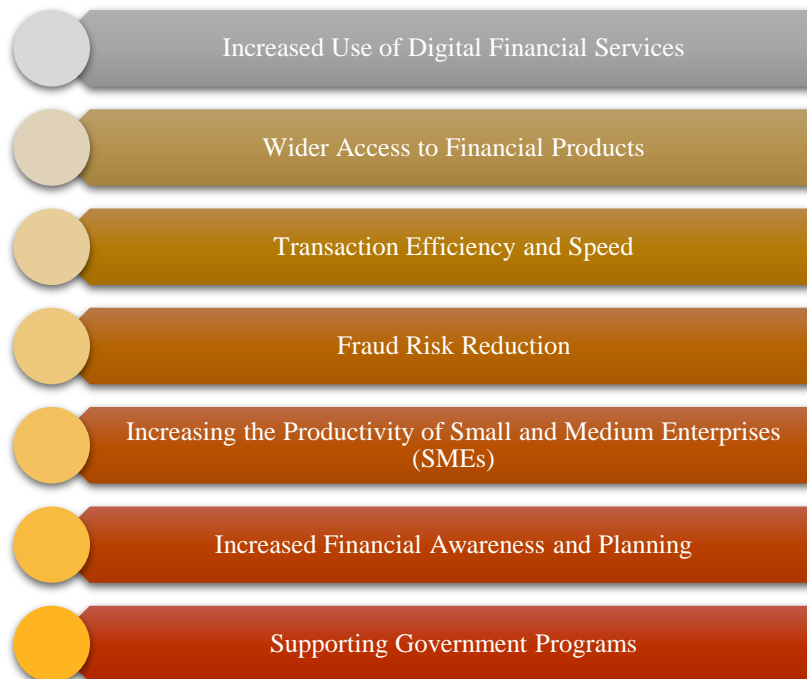 Increased Use of Digital Financial Services
Wider Access to Financial Products
Transaction Efficiency and Speed
Fraud Risk Reduction
Increasing the Productivity of Small and Medium Enterprises
(SMEs)
Increased Financial Awareness and Planning
Supporting Government Programs